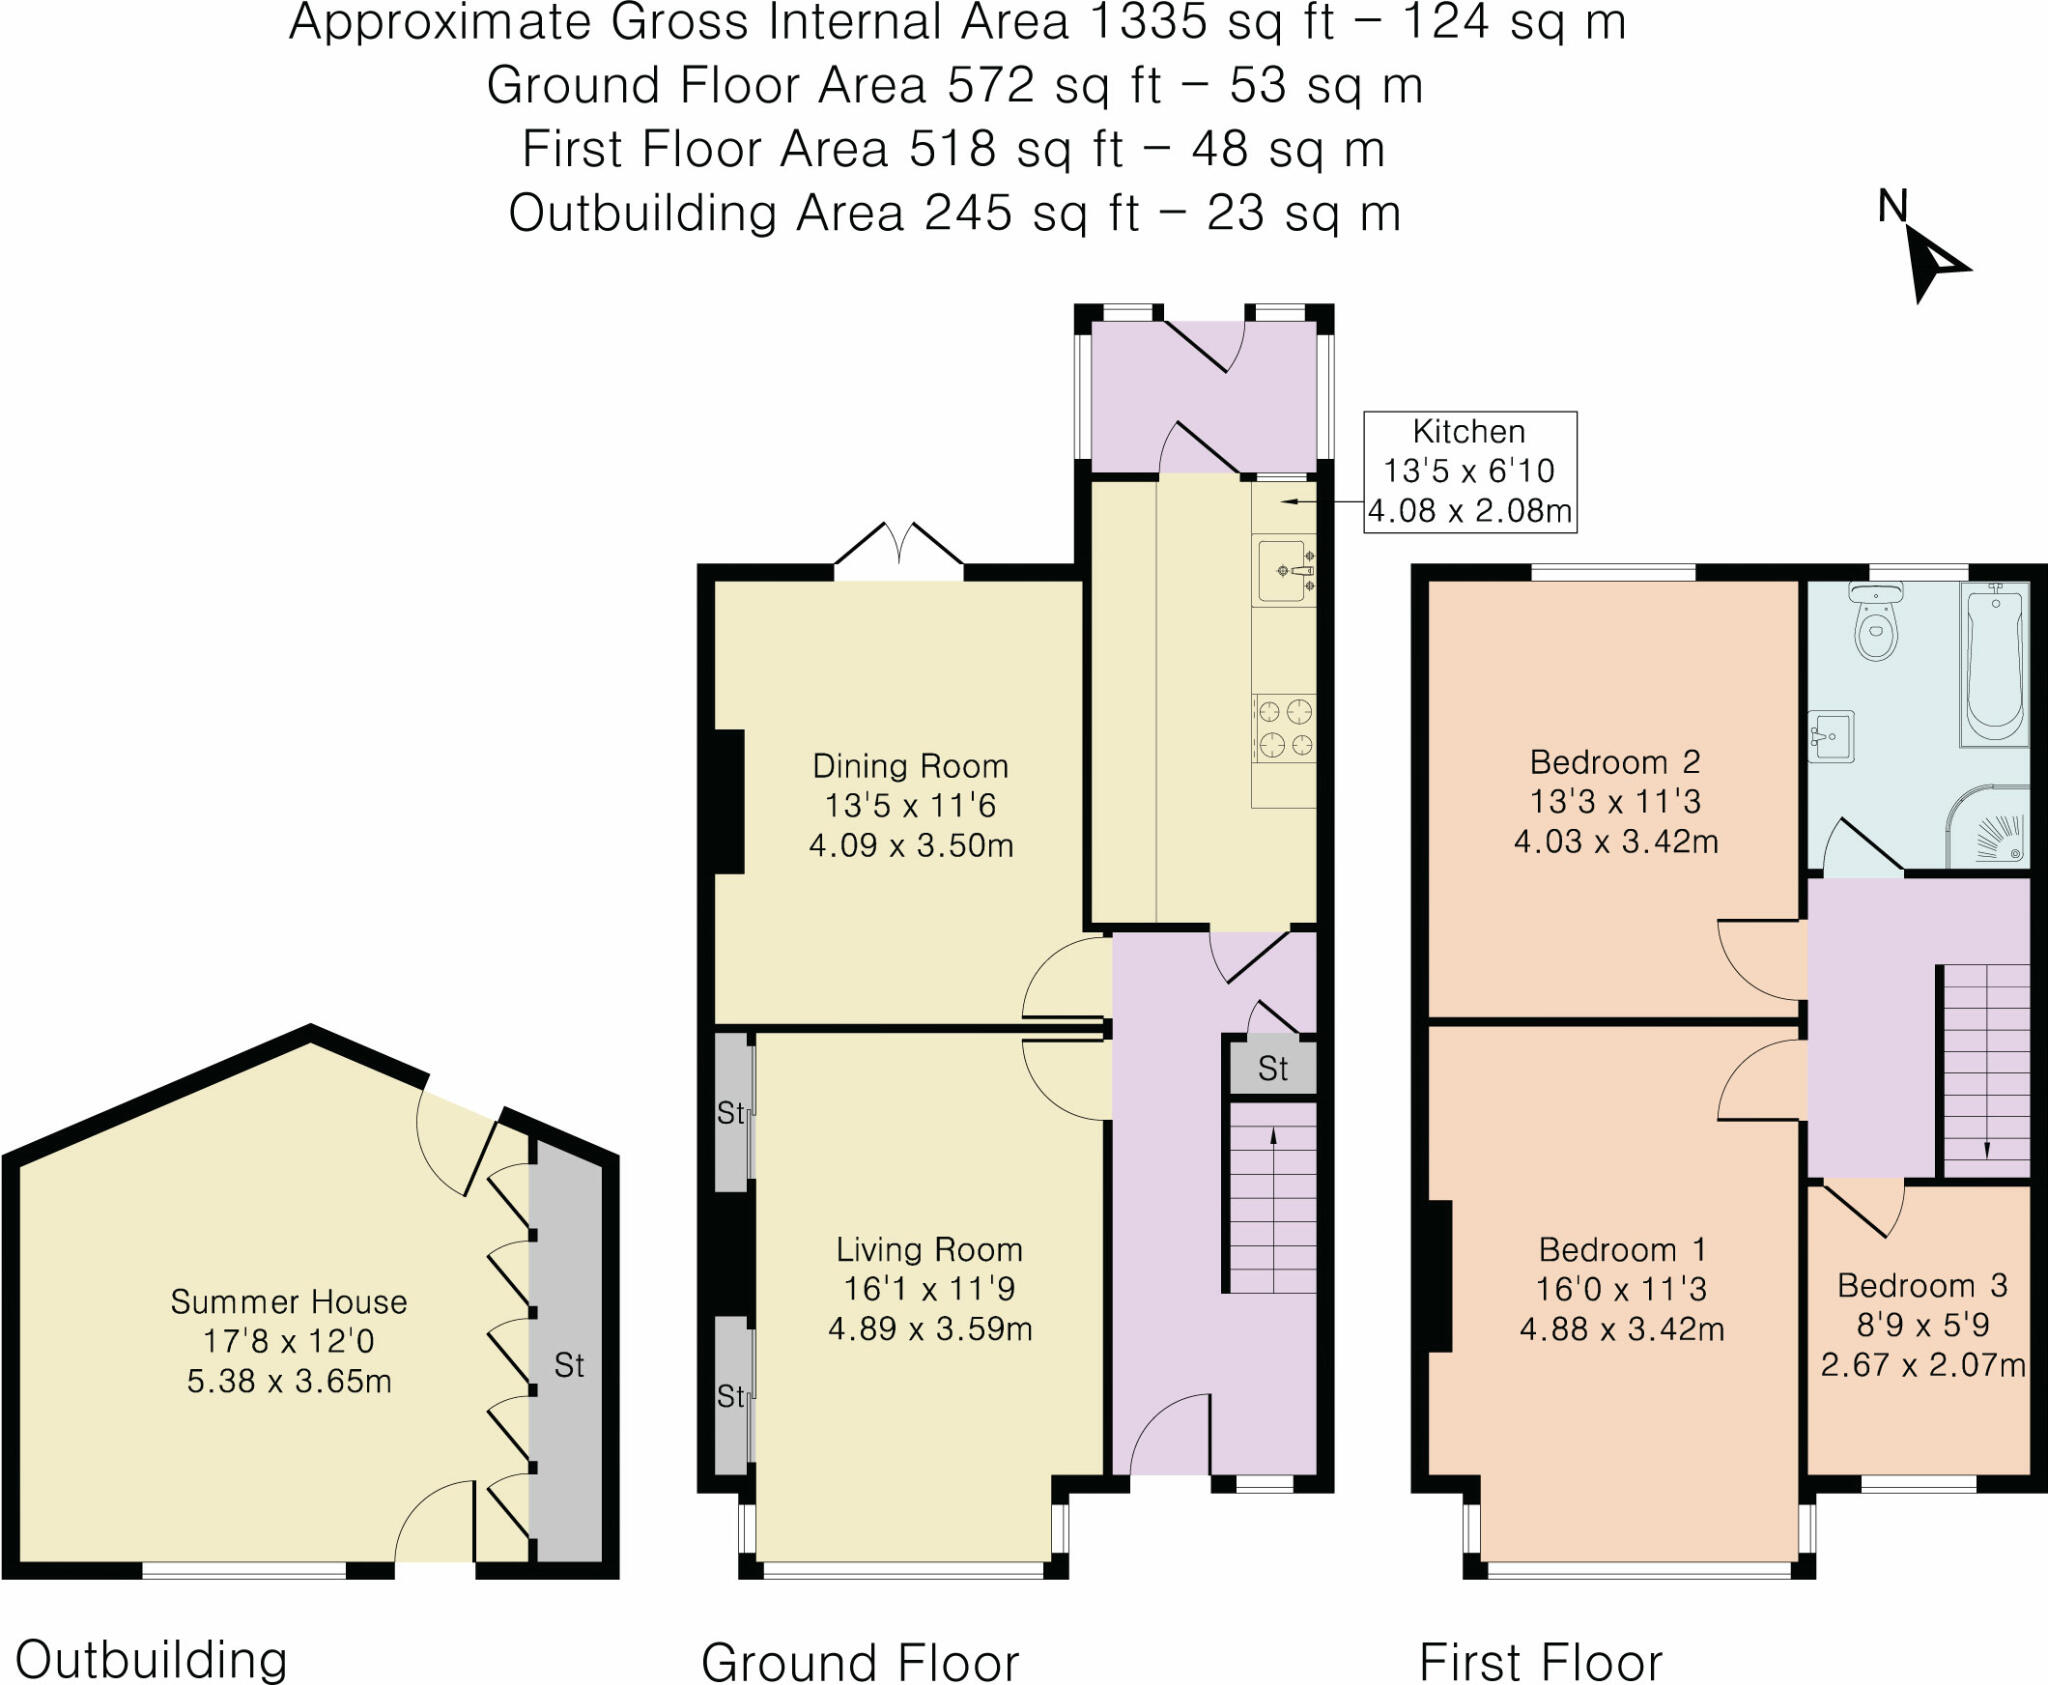 Approximate Gross Internal Area 1335 sq ft – 124 sq m
Ground Floor Area 572 sq ft – 53 sq m
First Floor Area 518 sq ft – 48 sq m
Outbuilding Area 245 sq ft – 23 sq m
N
Kitchen
13'5 x 6'10
4.08 x 2.08m
Dining Room
13'5 x 11'6
4.09 x 3.50m
Bedroom 2
13'3 x 11'3
4.03 x 3.42m
St
St
Living Room
16'1 x 11'9
4.89 x 3.59m
St
Bedroom 1
16'0 x 11'3
4.88 x 3.42m
Bedroom 3
8'9 x 5'9
2.67 x 2.07m
Summer House
17'8 x 12'0
5.38 x 3.65m
St
Outbuilding
Ground Floor
First Floor